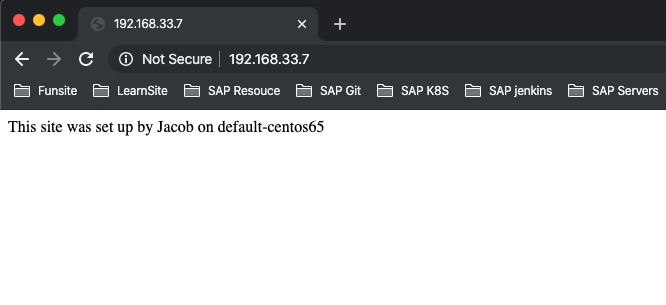 192.168.33.7
Not Secure 192.168.33.7
Funsite LearnSite SAP Resouce SAP Git SAP K8S SAP jenkins SAP Servers
This site was set up by Jacob on default-centos65